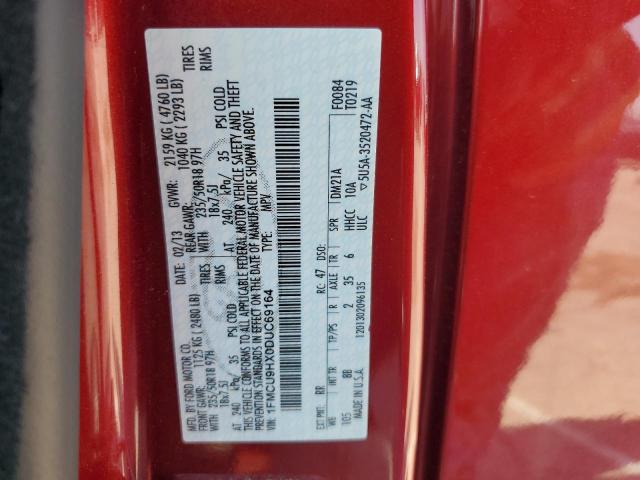 MFD. BY FORD MOTOR CO.
DATE: 02/13 GVWR: 2159 KG ( 4760 LB)
FRONT GAWR: 1125 KG ( 2480 LB) REAR GAWR: 1040 KG ( 2293 LB)
WITH 235/50R18 97H TIRES WITH 235/50R18 97H TIRES
18x7.5J RIMS 18x7.5J RIMS
AT 240 kPa/ 35 PSI COLD AT 240 kPa/ 35 PSI COLD
THIS VEHICLE CONFORMS TO ALL APPLICABLE FEDERAL MOTOR VEHICLE SAFETY AND THEFT
PREVENTION STANDARDS IN EFFECT ON THE DATE OF MANUFACTURE SHOWN ABOVE.
VIN: 1FMCU9HX0DUC69164 TYPE: MPV
F0084
T0219
EXT PNT: RR RC: 47 DSO:
WB INT TR TP/PS R AXLE TR SPR DM21A
105 8B 2 35 6 HHCC 10A
ULC
MADE IN U.S.A. 1201302096135 ▽5U5A-3520472-AA